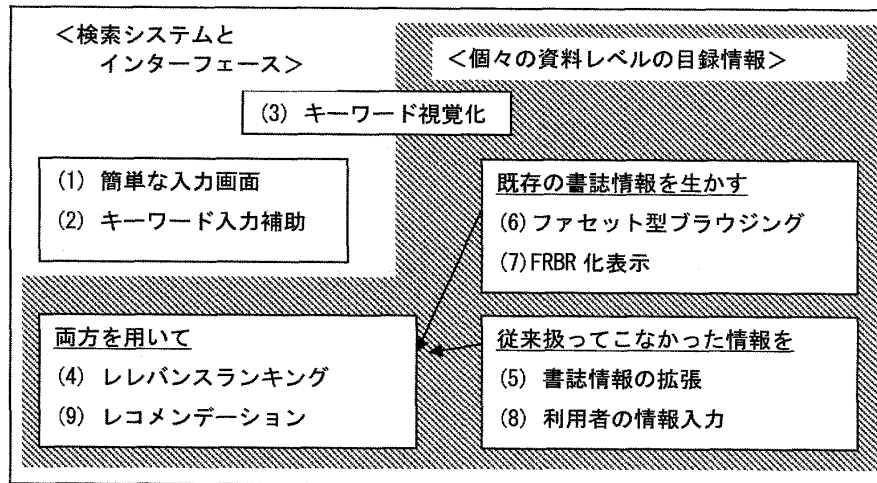 ＜検索システムと
インターフェース＞
＜個々の資料レベルの目録情報＞
(3) キーワード視覚化
(1) 簡単な入力画面
(2) キーワード入力補助
既存の書誌情報を生かす
(6)ファセット型ブラウジング
(7)FRBR 化表示
両方を用いて
(4) レレバンスランキング
(9) レコメンデーション
従来扱ってこなかった情報を
(5) 書誌情報の拡張
(8) 利用者の情報入力